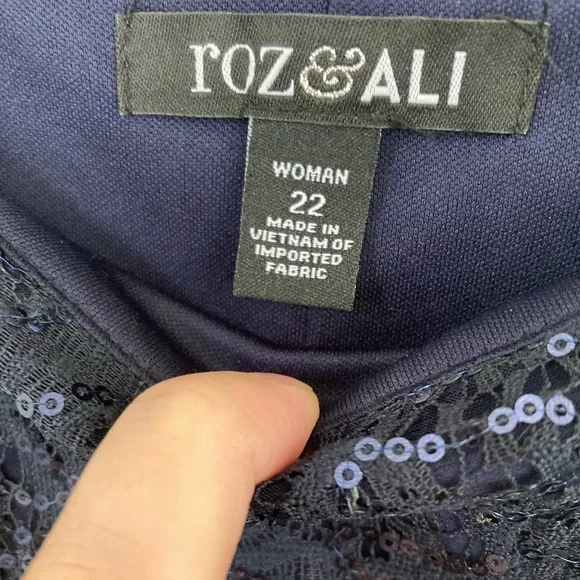 roz&ALI
WOMAN
22
MADE IN
VIETNAM OF
IMPORTED
FABRIC